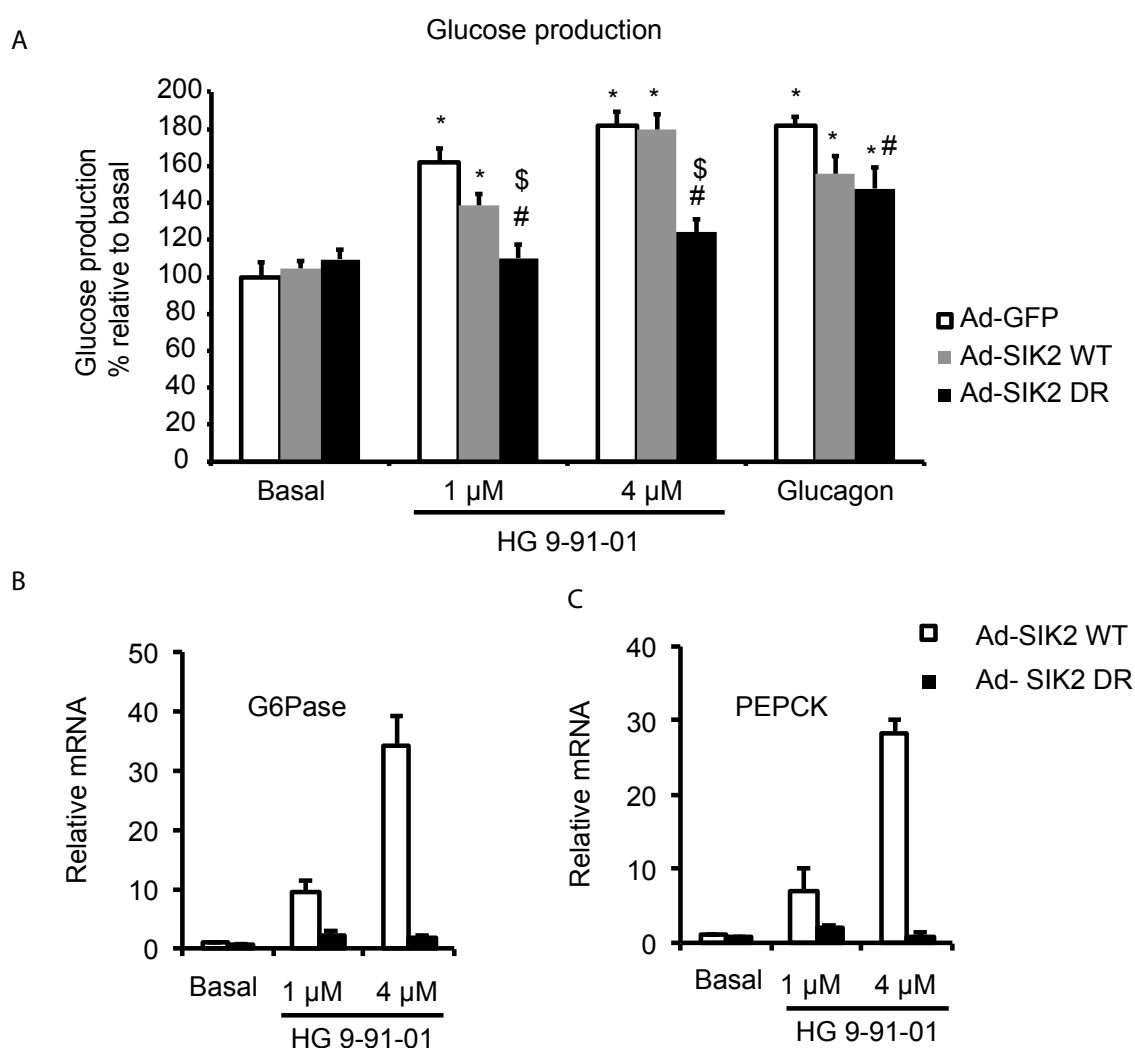 A
Glucose production
Glucose production
% relative to basal
200
180
160
140
120
100
80
60
40
20
0
*
*
$
#
*
*
$
#
*
*
* #
Basal
1 µM
4 µM
Glucagon
HG 9-91-01
Ad-GFP
Ad-SIK2 WT
Ad-SIK2 DR
B
G6Pase
Relative mRNA
50
40
30
20
10
0
Basal
1 µM
4 µM
HG 9-91-01
C
PEPCK
Relative mRNA
40
30
20
10
0
Basal
1 µM
4 µM
HG 9-91-01
Ad-SIK2 WT
Ad- SIK2 DR